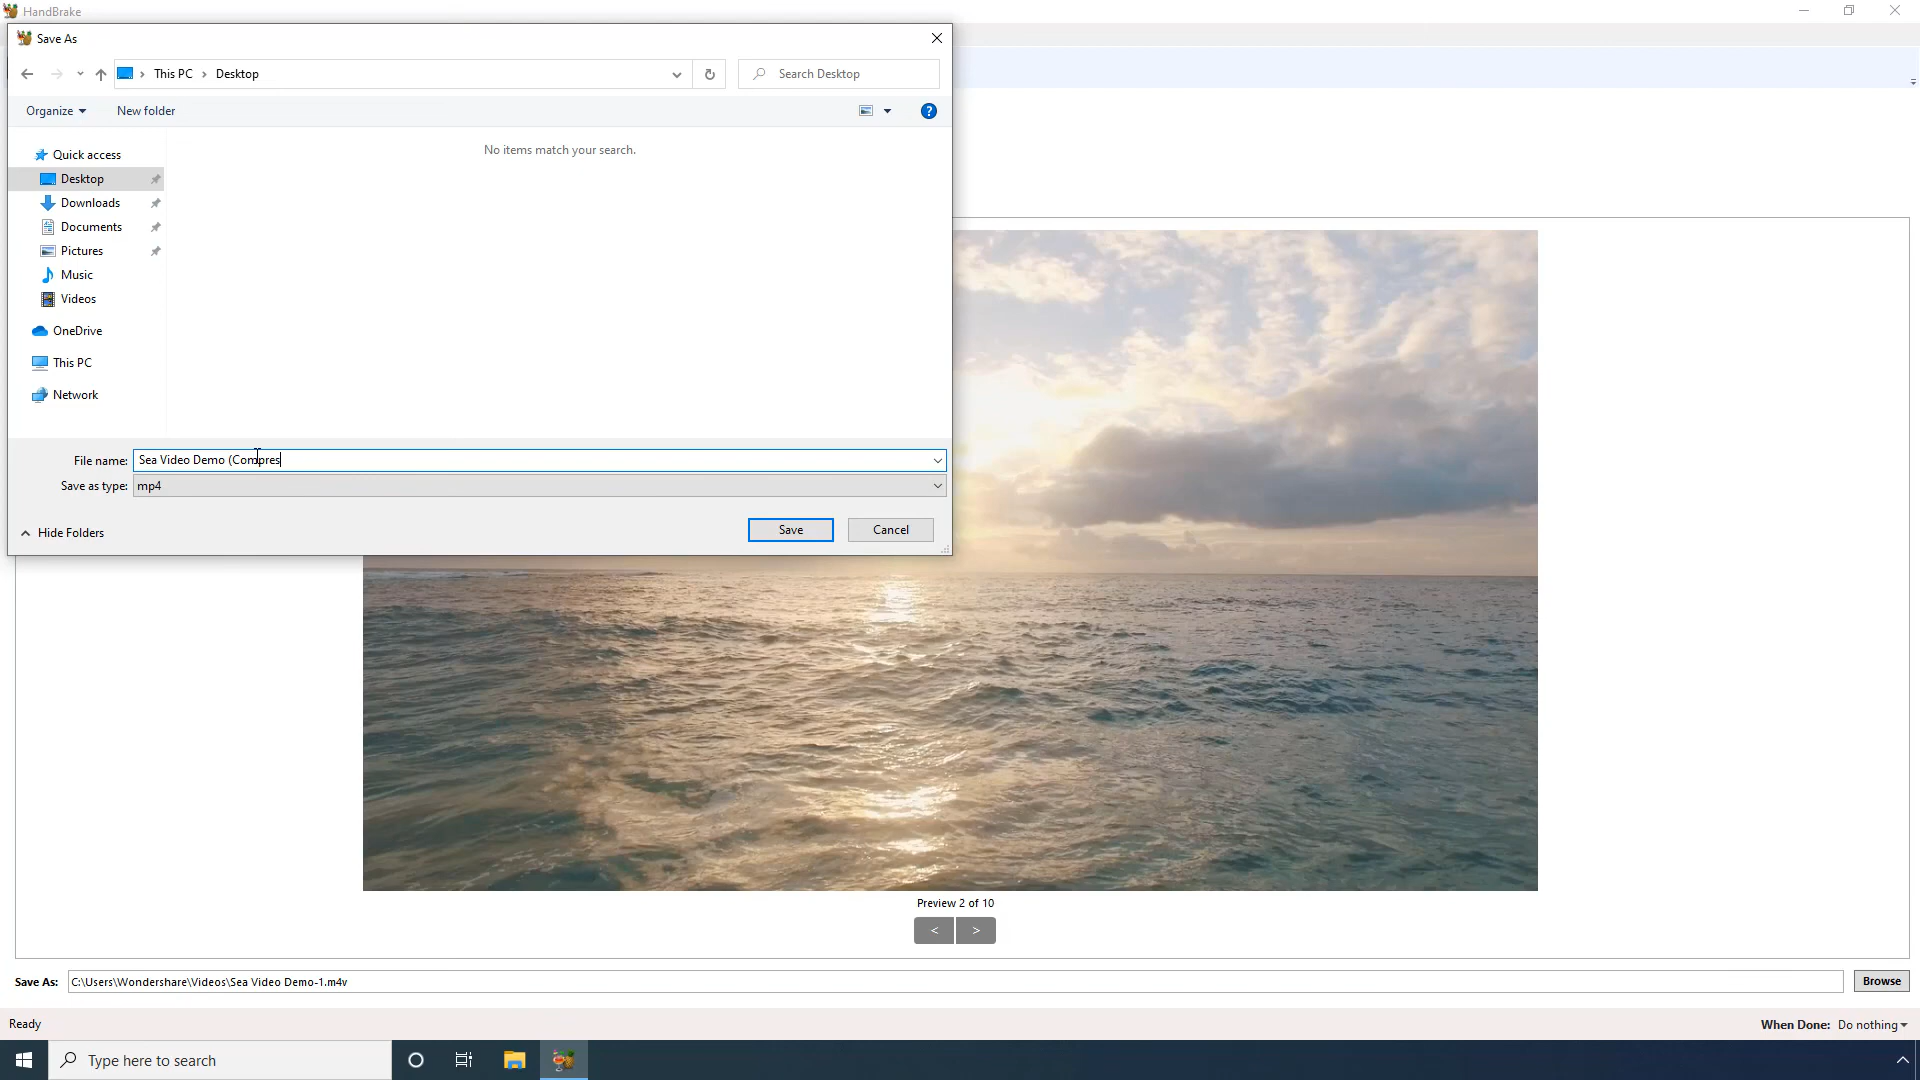 HandBrake
Save As
This PC
Desktop
Search Desktop
Organize
New folder
Quick access
No items match your search.
Desktop
Downloads
Documents
Pictures
Music
Videos
OneDrive
This PC
Network
File name: Sea Video Demo (Compres
Save as type: mp4
Hide Folders
Save
Cancel
Preview 2 of 10
< >
Save As: C:\Users\Wondershare\Videos\Sea Video Demo-1.m4v
Browse
Ready
When Done: Do nothing
Type here to search